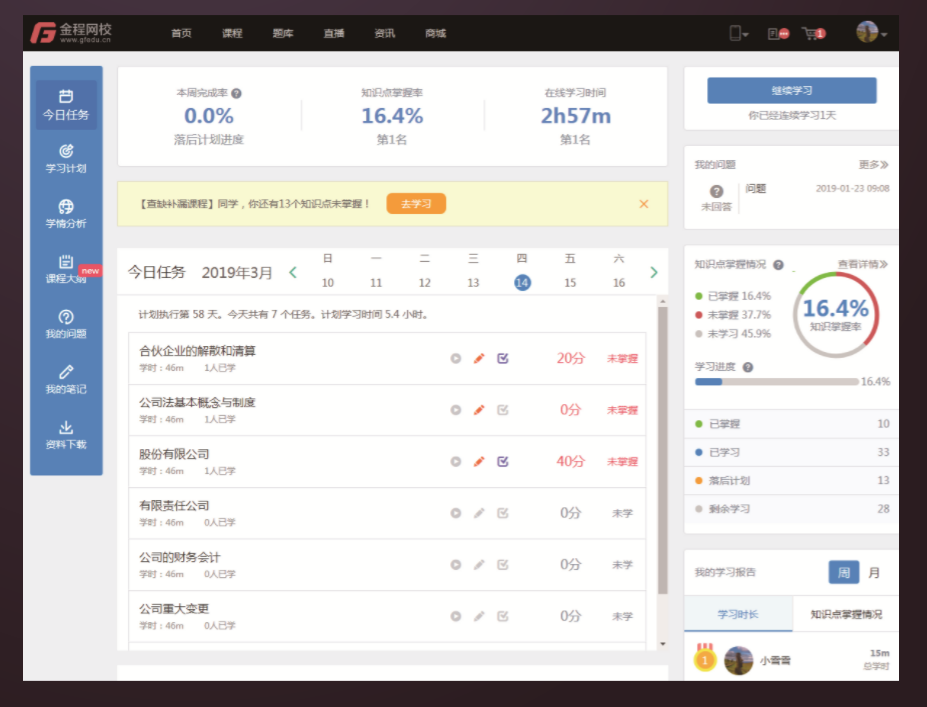 金程网校
www.gfedu.cn
首页 课程 题库 直播 资讯 商城
1
今日任务
学习计划
学情分析
课程大纲
new
我的问题
我的笔记
资料下载
本周完成率 ?
0.0%
落后计划进度
知识点掌握率
16.4%
第1名
在线学习时间
2h57m
第1名
【查缺补漏课程】同学，你还有13个知识点未掌握！ 去学习 ×
今日任务 2019年3月
日 一 二 三 四 五 六
10 11 12 13 14 15 16
计划执行第 58 天。今天共有 7 个任务。计划学习时间 5.4 小时。
合伙企业的解散和清算
学时：46m 1人已学
20分 未掌握
公司法基本概念与制度
学时：46m 1人已学
0分 未掌握
股份有限公司
学时：46m 1人已学
40分 未掌握
有限责任公司
学时：46m 0人已学
0分 未学
公司的财务会计
学时：46m 0人已学
0分 未学
公司重大变更
学时：46m 0人已学
0分 未学
继续学习
你已经连续学习1天
我的问题 更多》
?
未回答
问题 2019-01-23 09:08
知识点掌握情况 ? 查看详情》
已掌握 16.4%
未掌握 37.7%
未学习 45.9%
16.4%
知识掌握率
学习进度 ?
16.4%
已掌握 10
已学习 33
落后计划 13
剩余学习 28
我的学习报告 周 月
学习时长 知识点掌握情况
1 小雪雪 15m
总学时